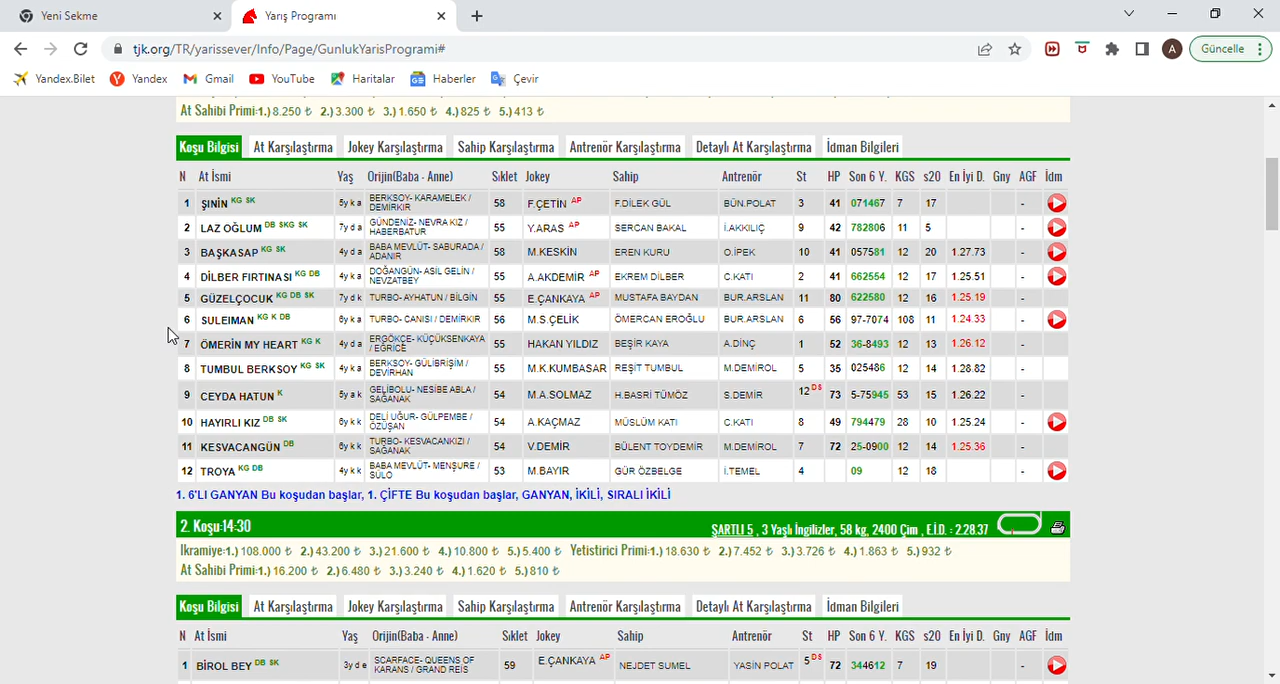 Yeni Sekme
Yarış Programı
tjk.org/TR/yarissever/Info/Page/GunlukYarisProgrami#
A
Güncelle
Yandex.Bilet Yandex Gmail YouTube Haritalar Haberler Çevir
At Sahibi Primi:1.) 8.250 ₺ 2.) 3.300 ₺ 3.) 1.650 ₺ 4.) 825 ₺ 5.) 413 ₺
Koşu Bilgisi At Karşılaştırma Jokey Karşılaştırma Sahip Karşılaştırma Antrenör Karşılaştırma Detaylı At Karşılaştırma İdman Bilgileri
N At İsmi Yaş Orijin(Baba - Anne) Sıklet Jokey Sahip Antrenör St HP Son 6 Y. KGS s20 En İyi D. Gny AGF İdm
1 ŞINİN KG SK 5y k a BERKSOY- KARAMELEK / DEMİRKIR 58 F.ÇETİN AP F.DİLEK GÜL BÜN.POLAT 3 41 071467 7 17 -
2 LAZ OĞLUM DB SKG SK 7y d a GÜNDENİZ- NEVRA KIZ / HABERBATUR 55 Y.ARAS AP SERCAN BAKAL İ.AKKILIÇ 9 42 782806 11 5 -
3 BAŞKASAP KG SK 4y k a BABA MEVLÜT- SABURADA / ADANIR 58 M.KESKİN EREN KURU O.İPEK 10 41 057581 12 20 1.27.73 -
4 DİLBER FIRTINASI KG DB 4y k a DOĞANGÜN- ASİL GELİN / NEVZATBEY 55 A.AKDEMİR AP EKREM DİLBER C.KATI 2 41 662554 12 17 1.25.51 -
5 GÜZELÇOCUK KG DB SK 7y d k TURBO- AYHATUN / BİLGİN 55 E.ÇANKAYA AP MUSTAFA BAYDAN BUR.ARSLAN 11 80 622580 12 16 1.25.19 -
6 SULEIMAN KG K DB 6y k a TURBO- CANISI / DEMİRKIR 56 M.S.ÇELİK ÖMERCAN EROĞLU BUR.ARSLAN 6 56 97-7074 108 11 1.24.33 -
7 ÖMERİN MY HEART KG K 4y d a ERGÖKÇE- KÜÇÜKSENKAYA / EĞRİCE 55 HAKAN YILDIZ BEŞİR KAYA A.DİNÇ 1 52 36-8493 12 13 1.26.12 -
8 TUMBUL BERKSOY KG SK 4y k a BERKSOY- GÜLİBRİŞİM / DEVİRHAN 55 M.K.KUMBASAR REŞİT TUMBUL M.DEMİROL 5 35 025486 12 14 1.28.82 -
9 CEYDA HATUN K 5y a k GELİBOLU- NESİBE ABLA / SAĞANAK 54 M.A.SOLMAZ H.BASRİ TÜMÖZ S.DEMİR 12 DS 73 5-75945 53 15 1.26.22 -
10 HAYIRLI KIZ DB SK 6y k k DELİ UĞUR- GÜLPEMBE / ÖZÜŞAN 54 A.KAÇMAZ MÜSLÜM KATI C.KATI 8 49 794479 28 10 1.25.24 -
11 KESVACANGÜN DB 6y k k TURBO- KESVACANKIZI / SAĞANAK 54 V.DEMİR BÜLENT TOYDEMİR M.DEMİROL 7 72 25-0900 12 14 1.25.36 -
12 TROYA KG DB 4y k k BABA MEVLÜT- MENŞURE / SÜLO 53 M.BAYIR GÜR ÖZBELGE İ.TEMEL 4 09 12 18 -
1. 6'LI GANYAN Bu koşudan başlar, 1. ÇİFTE Bu koşudan başlar, GANYAN, İKİLİ, SIRALI İKİLİ
2. Koşu:14:30 ŞARTLI 5 , 3 Yaşlı İngilizler, 58 kg, 2400 Çim , E.İ.D. : 2.28.37
Ikramiye:1.) 108.000 ₺ 2.) 43.200 ₺ 3.) 21.600 ₺ 4.) 10.800 ₺ 5.) 5.400 ₺ Yetistirici Primi:1.) 18.630 ₺ 2.) 7.452 ₺ 3.) 3.726 ₺ 4.) 1.863 ₺ 5.) 932 ₺
At Sahibi Primi:1.) 16.200 ₺ 2.) 6.480 ₺ 3.) 3.240 ₺ 4.) 1.620 ₺ 5.) 810 ₺
Koşu Bilgisi At Karşılaştırma Jokey Karşılaştırma Sahip Karşılaştırma Antrenör Karşılaştırma Detaylı At Karşılaştırma İdman Bilgileri
N At İsmi Yaş Orijin(Baba - Anne) Sıklet Jokey Sahip Antrenör St HP Son 6 Y. KGS s20 En İyi D. Gny AGF İdm
1 BİROL BEY DB SK 3y d e SCARFACE- QUEENS OF KARANS / GRAND REIS 59 E.ÇANKAYA AP NEJDET SUMEL YASİN POLAT 5 DS 72 344612 7 19 -